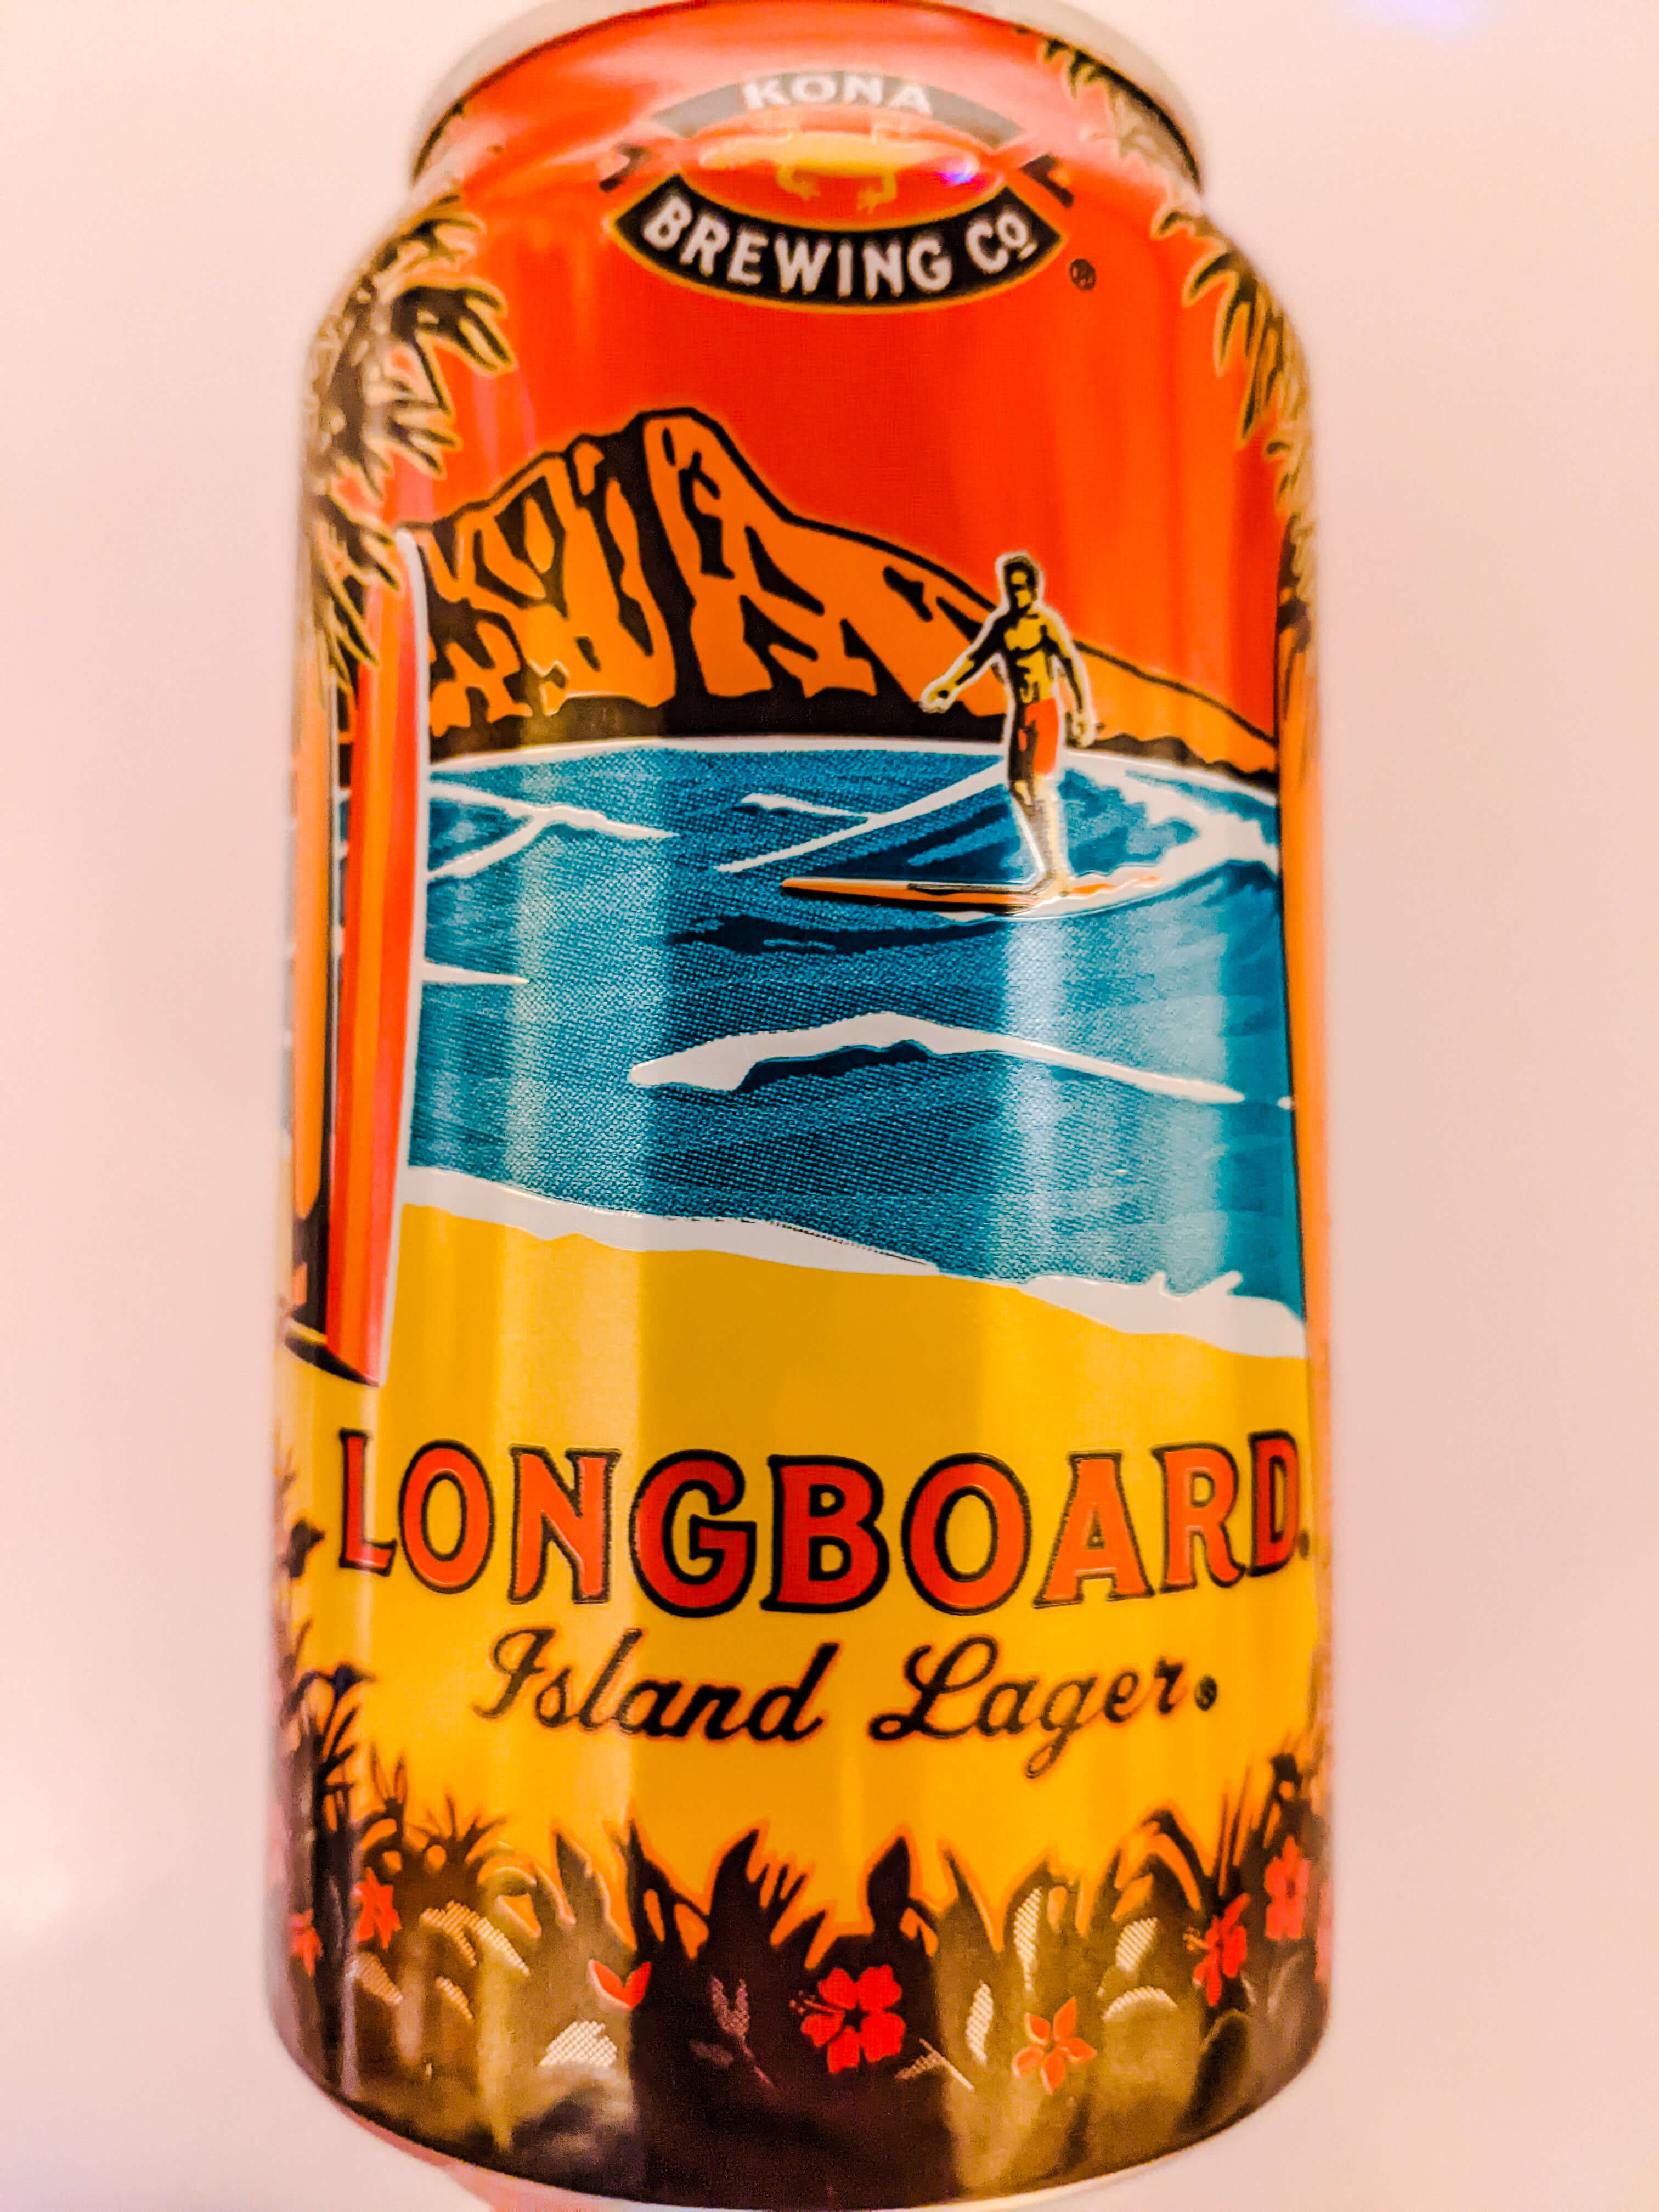 KONA
BREWING Co
®
LONGBOARD®
Island Lager®